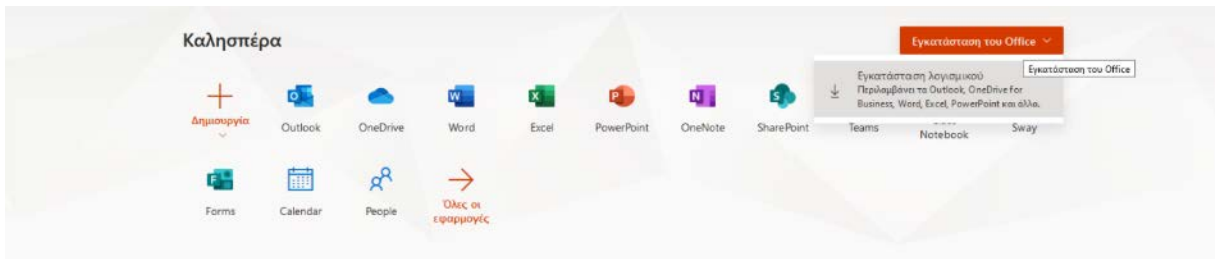 Καλησπέρα
Εγκατάσταση του Office
Εγκατάσταση του Office
Εγκατάσταση λογισμικού
Περιλαμβάνει τα Outlook, OneDrive for
Business, Word, Excel, PowerPoint και άλλα.
Δημιουργία
Outlook
OneDrive
Word
Excel
PowerPoint
OneNote
SharePoint
Teams
Notebook
Sway
Forms
Calendar
People
Όλες οι
εφαρμογές